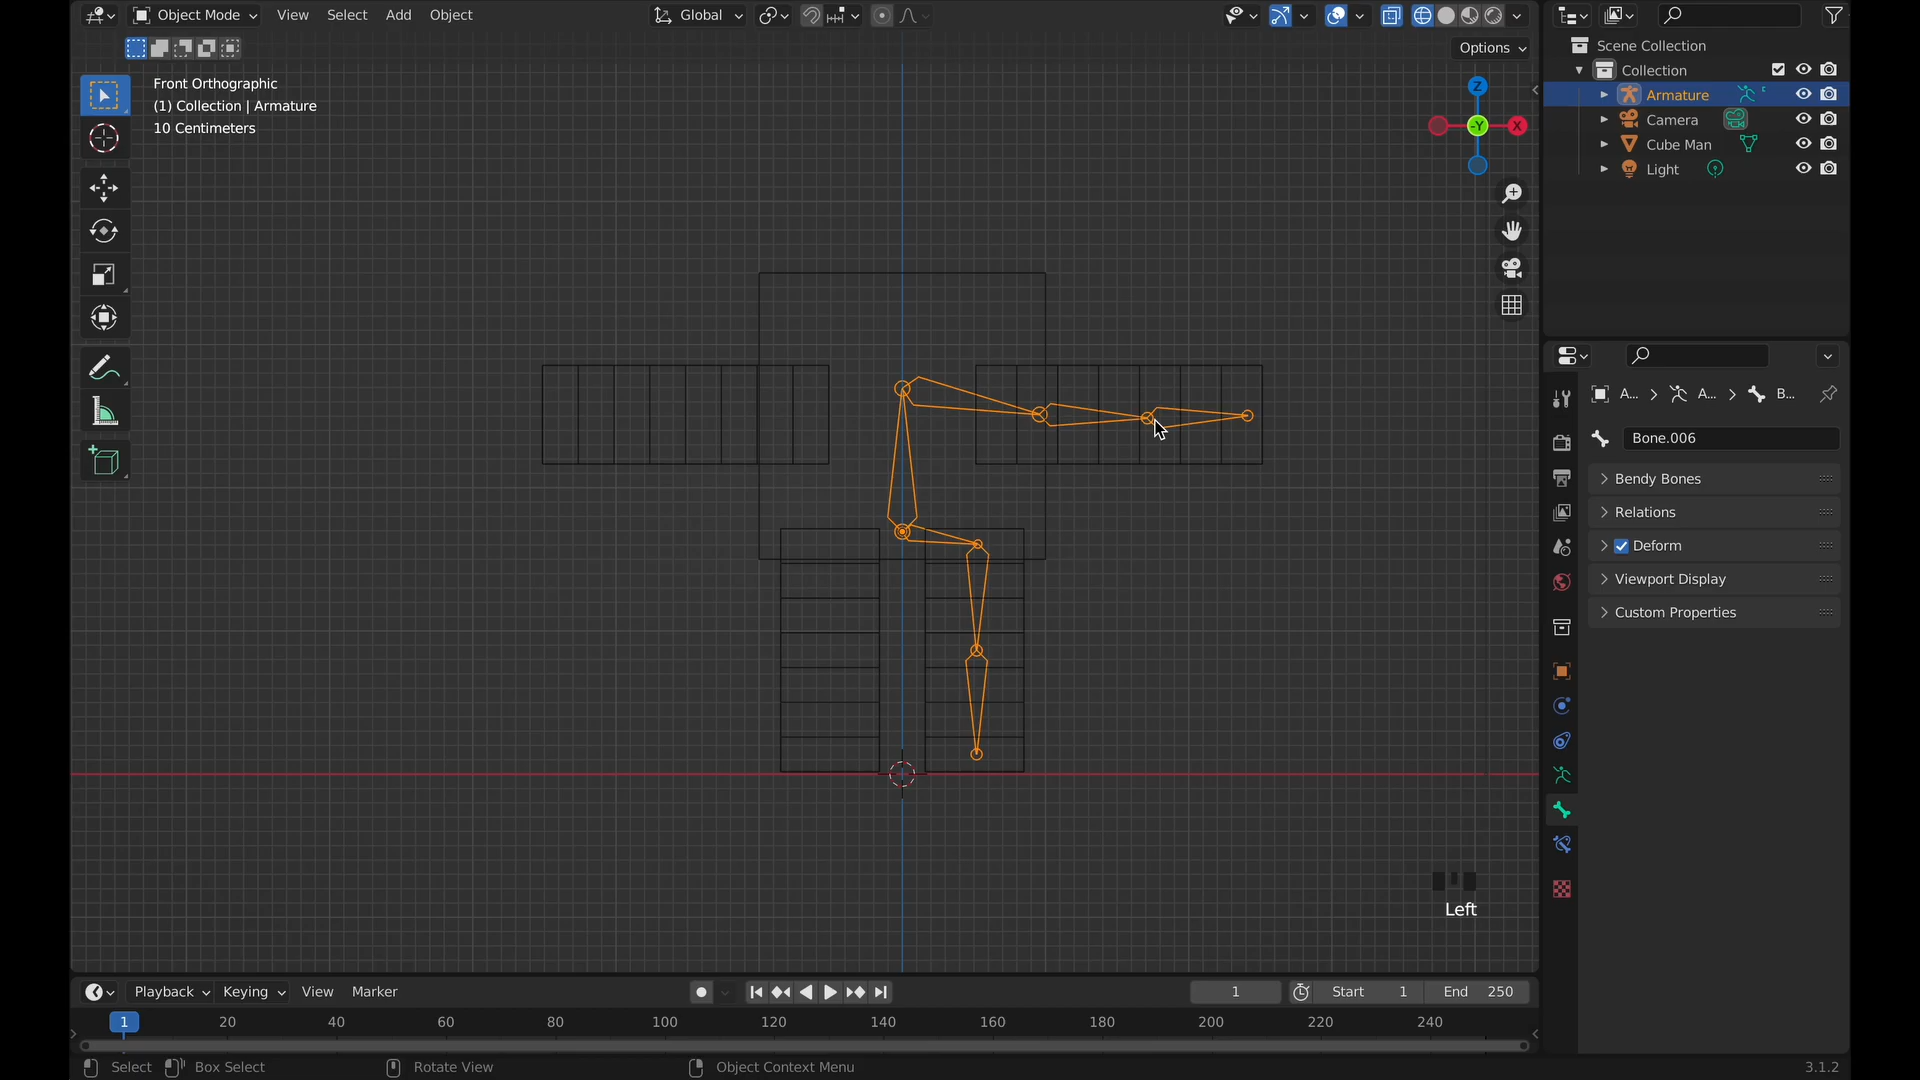 Object Mode View Select Add Object Global
Options
Front Orthographic
(1) Collection | Armature
10 Centimeters
Z
-Y
X
Scene Collection
Collection
Armature
Camera
Cube Man
Light
A... A... B...
Bone.006
Bendy Bones
Relations
Deform
Viewport Display
Custom Properties
Left
Playback Keying View Marker 1 Start 1 End 250
1 20 40 60 80 100 120 140 160 180 200 220 240
Select Box Select Rotate View Object Context Menu 3.1.2